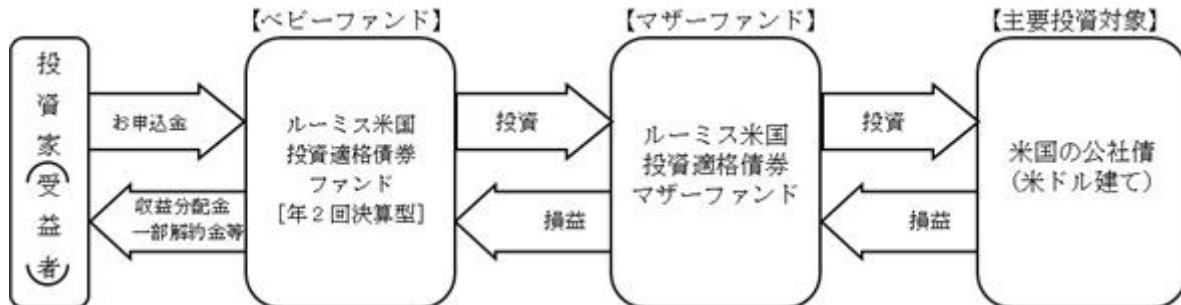 【ベビーファンド】
【マザーファンド】
【主要投資対象】
投資家(受益者)
お申込金
収益分配金
一部解約金等
ルーミス米国
投資適格債券
ファンド
[年2回決算型]
投資
損益
ルーミス米国
投資適格債券
マザーファンド
投資
損益
米国の公社債
(米ドル建て)